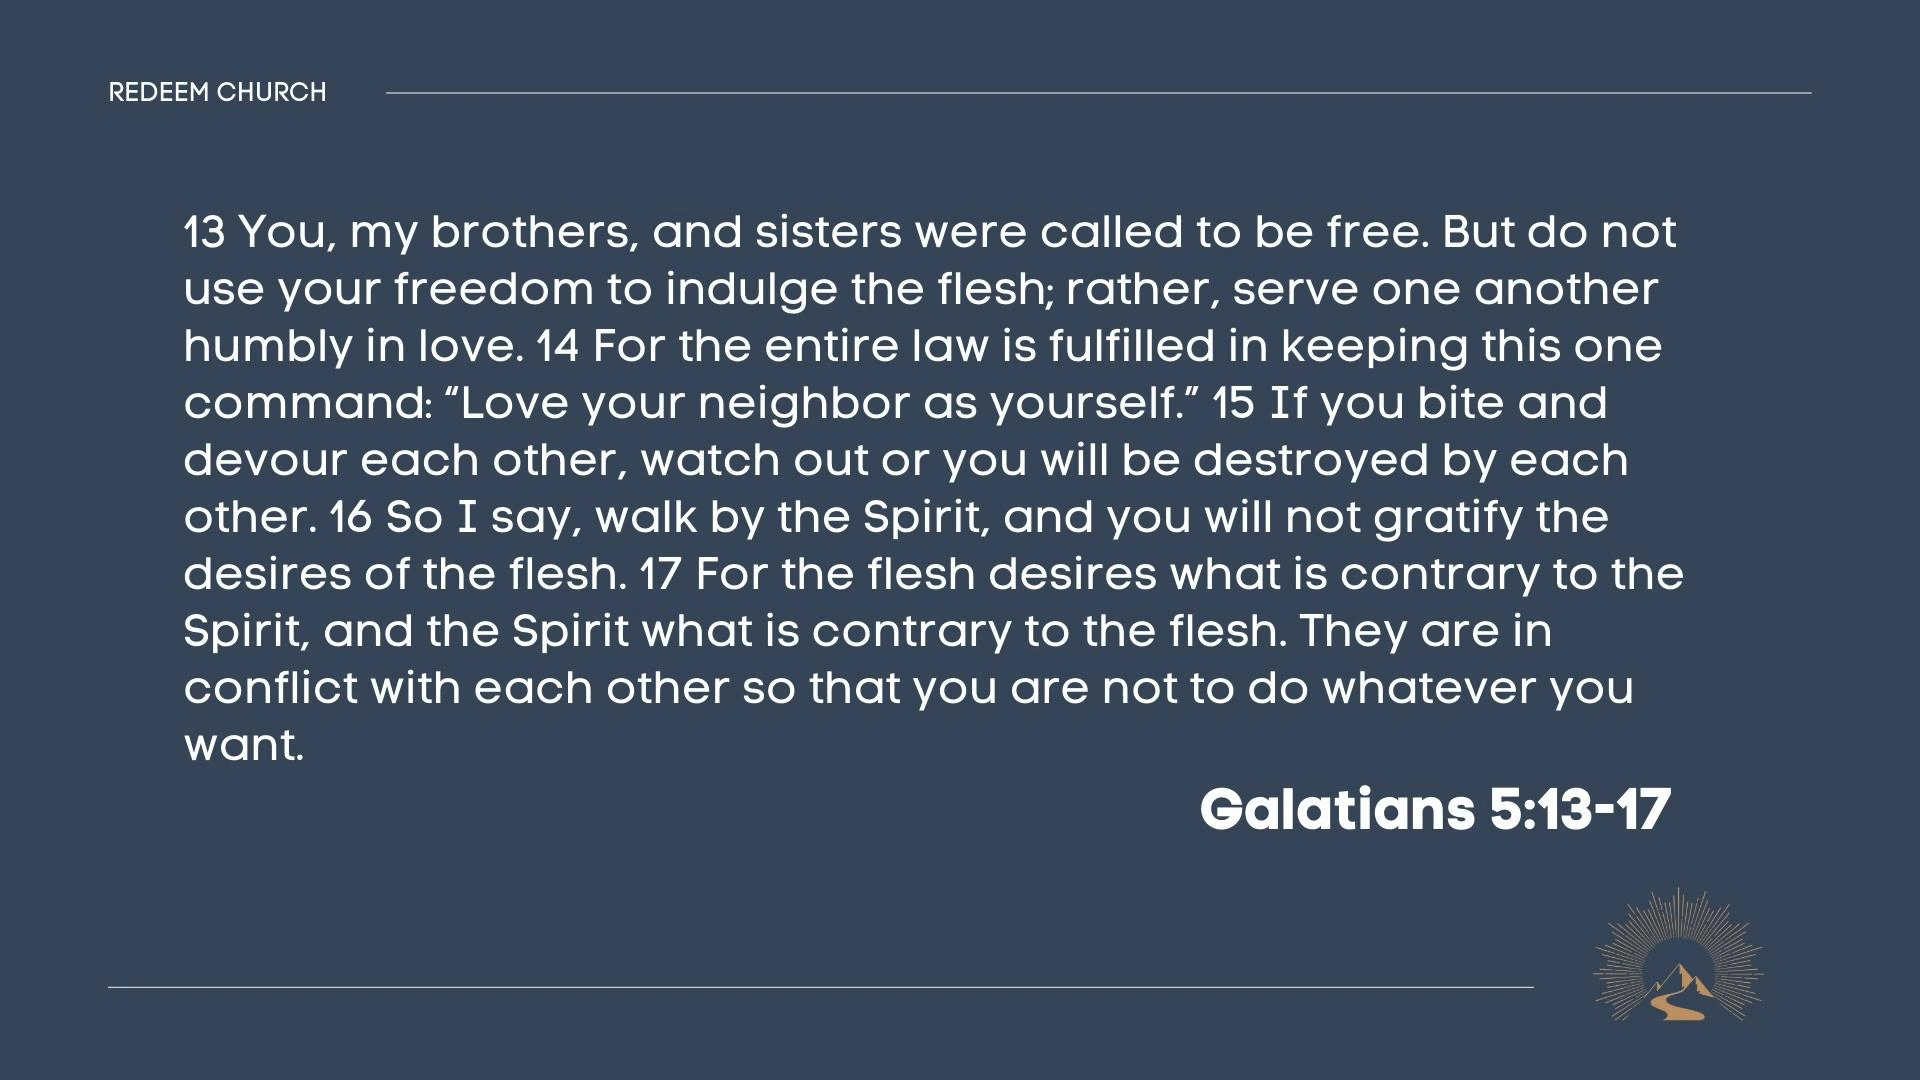 REDEEM CHURCH
13 You, my brothers, and sisters were called to be free. But do not
use your freedom to indulge the flesh; rather, serve one another
humbly in love. 14 For the entire law is fulfilled in keeping this one
command: “Love your neighbor as yourself.” 15 If you bite and
devour each other, watch out or you will be destroyed by each
other. 16 So I say, walk by the Spirit, and you will not gratify the
desires of the flesh. 17 For the flesh desires what is contrary to the
Spirit, and the Spirit what is contrary to the flesh. They are in
conflict with each other so that you are not to do whatever you
want.
Galatians 5:13-17